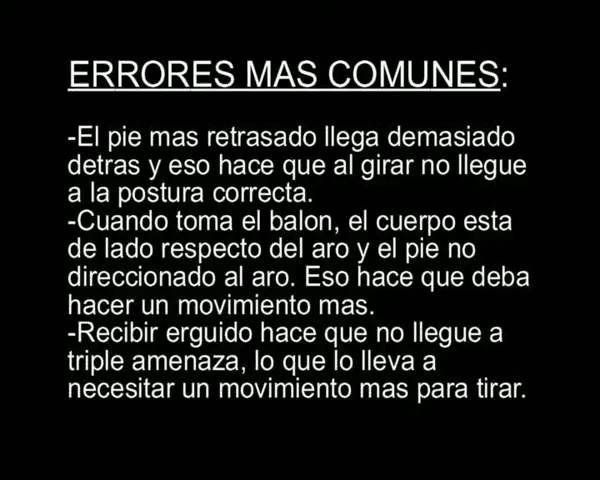 ERRORES MAS COMUNES:
-El pie mas retrasado llega demasiado
detras y eso hace que al girar no llegue
a la postura correcta.
-Cuando toma el balon, el cuerpo esta
de lado respecto del aro y el pie no
direccionado al aro. Eso hace que deba
hacer un movimiento mas.
-Recibir erguido hace que no llegue a
triple amenaza, lo que lo lleva a
necesitar un movimiento mas para tirar.